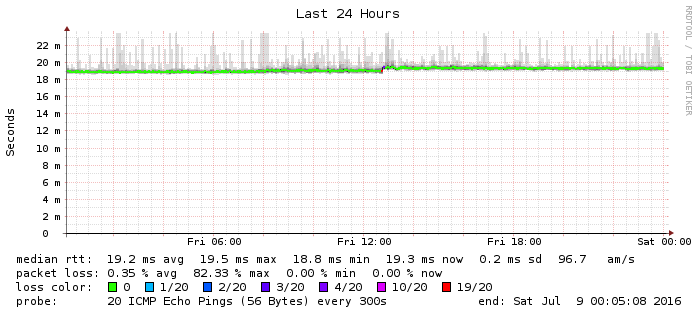 Last 24 Hours
RRDTOOL / TOBI OETIKER
Seconds
22 m
20 m
18 m
16 m
14 m
12 m
10 m
8 m
6 m
4 m
2 m
0
Fri 06:00 Fri 12:00 Fri 18:00 Sat 00:00
median rtt: 19.2 ms avg 19.5 ms max 18.8 ms min 19.3 ms now 0.2 ms sd 96.7 am/s
packet loss: 0.35 % avg 82.33 % max 0.00 % min 0.00 % now
loss color: 0 1/20 2/20 3/20 4/20 10/20 19/20
probe: 20 ICMP Echo Pings (56 Bytes) every 300s end: Sat Jul 9 00:05:08 2016